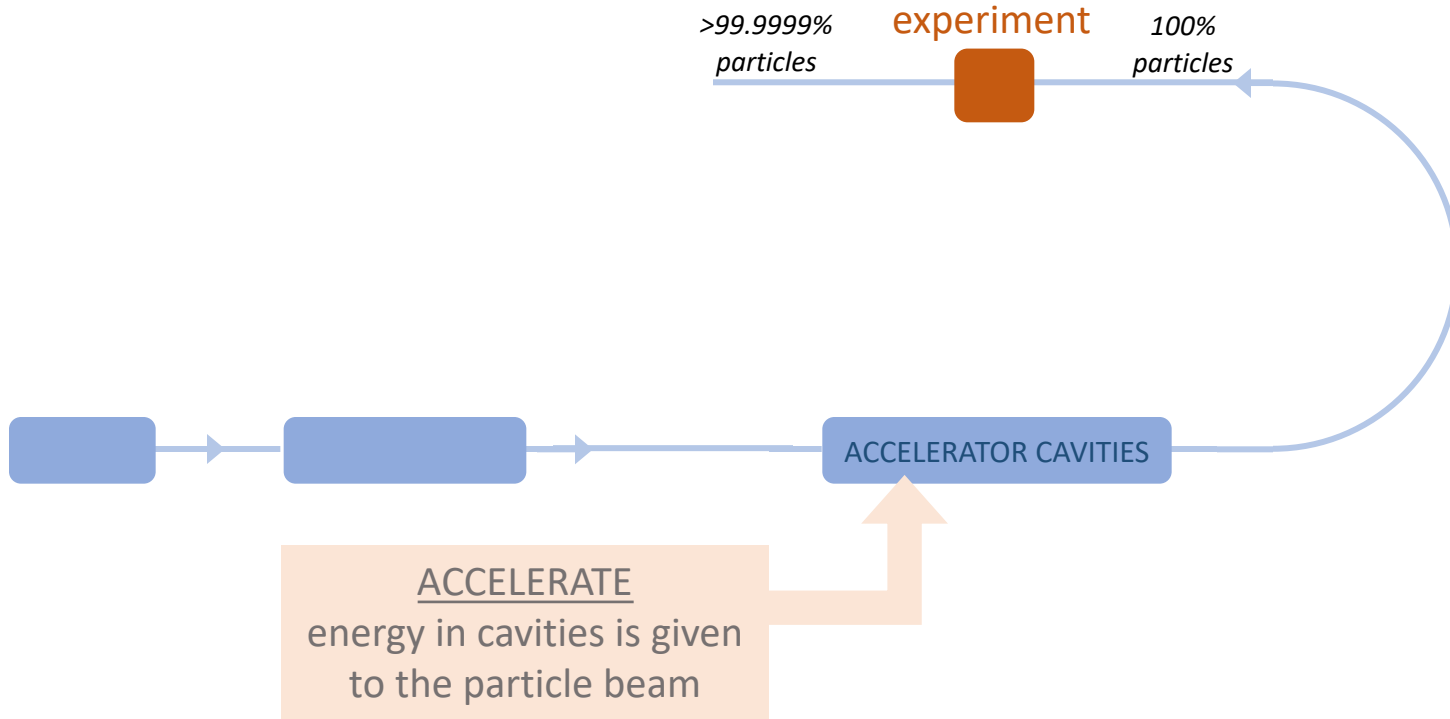 >99.9999%
particles
experiment
100%
particles
ACCELERATOR CAVITIES
ACCELERATE
energy in cavities is given
to the particle beam